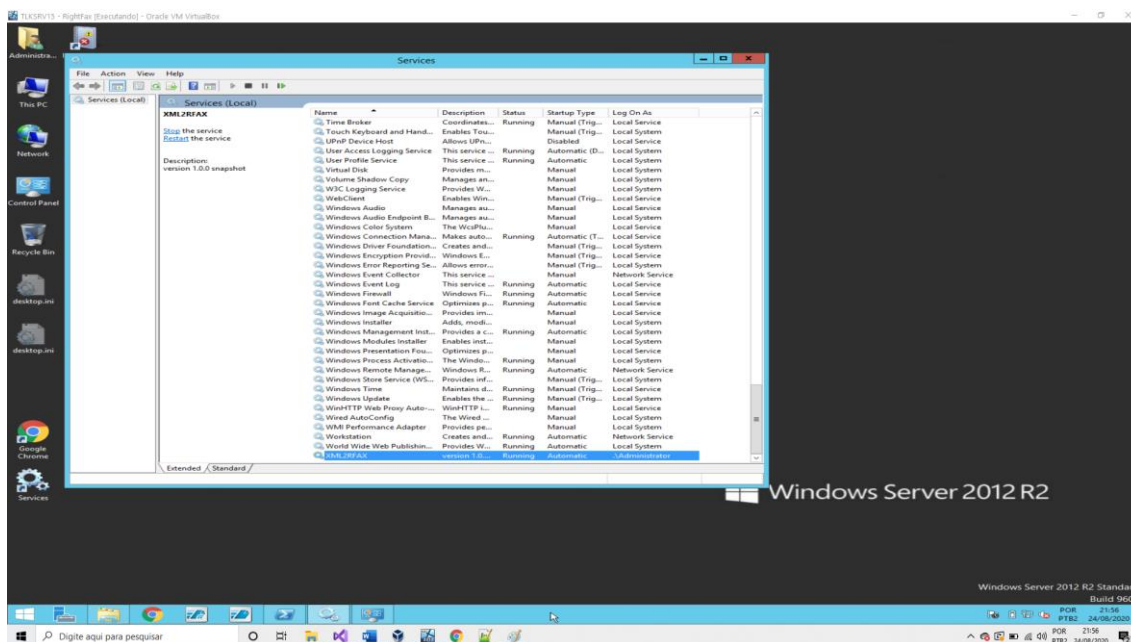 TLKSRV15 - RightFax [Executando] - Oracle VM VirtualBox
Administra...
This PC
Network
Control Panel
Recycle Bin
desktop.ini
desktop.ini
Google
Chrome
Services
Services
File Action View Help
Services (Local)
Services (Local)
XML2RFAX
Stop the service
Restart the service
Description:
version 1.0.0 snapshot
Name Description Status Startup Type Log On As
Time Broker Coordinates... Running Manual (Trig... Local Service
Touch Keyboard and Hand... Enables Tou... Manual (Trig... Local System
UPnP Device Host Allows UPn... Disabled Local Service
User Access Logging Service This service ... Running Automatic (D... Local System
User Profile Service This service ... Running Automatic Local System
Virtual Disk Provides m... Manual Local System
Volume Shadow Copy Manages an... Manual Local System
W3C Logging Service Provides W... Manual Local System
WebClient Enables Win... Manual (Trig... Local Service
Windows Audio Manages au... Manual Local Service
Windows Audio Endpoint B... Manages au... Manual Local System
Windows Color System The WcsPlu... Manual Local Service
Windows Connection Mana... Makes auto... Running Automatic (T... Local Service
Windows Driver Foundation... Creates and... Manual (Trig... Local System
Windows Encryption Provid... Windows E... Manual (Trig... Local Service
Windows Error Reporting Se... Allows error... Manual (Trig... Local System
Windows Event Collector This service ... Manual Network Service
Windows Event Log This service ... Running Automatic Local Service
Windows Firewall Windows Fi... Running Automatic Local Service
Windows Font Cache Service Optimizes p... Running Automatic Local Service
Windows Image Acquisitio... Provides im... Manual Local Service
Windows Installer Adds, modi... Manual Local System
Windows Management Inst... Provides a c... Running Automatic Local System
Windows Modules Installer Enables inst... Manual Local System
Windows Presentation Fou... Optimizes p... Manual Local Service
Windows Process Activatio... The Windo... Running Manual Local System
Windows Remote Manage... Windows R... Running Automatic Network Service
Windows Store Service (WS... Provides inf... Manual (Trig... Local System
Windows Time Maintains d... Running Manual (Trig... Local Service
Windows Update Enables the ... Running Manual (Trig... Local System
WinHTTP Web Proxy Auto-... WinHTTP i... Running Manual Local Service
Wired AutoConfig The Wired ... Manual Local System
WMI Performance Adapter Provides pe... Manual Local System
Workstation Creates and... Running Automatic Network Service
World Wide Web Publishin... Provides W... Running Automatic Local System
XML2RFAX version 1.0.... Running Automatic .\Administrator
Extended Standard
Windows Server 2012 R2
Windows Server 2012 R2 Standa
Build 960
POR 21:56
PTB2 24/08/2020
Digite aqui para pesquisar
POR 21:56
PTB2 24/08/2020